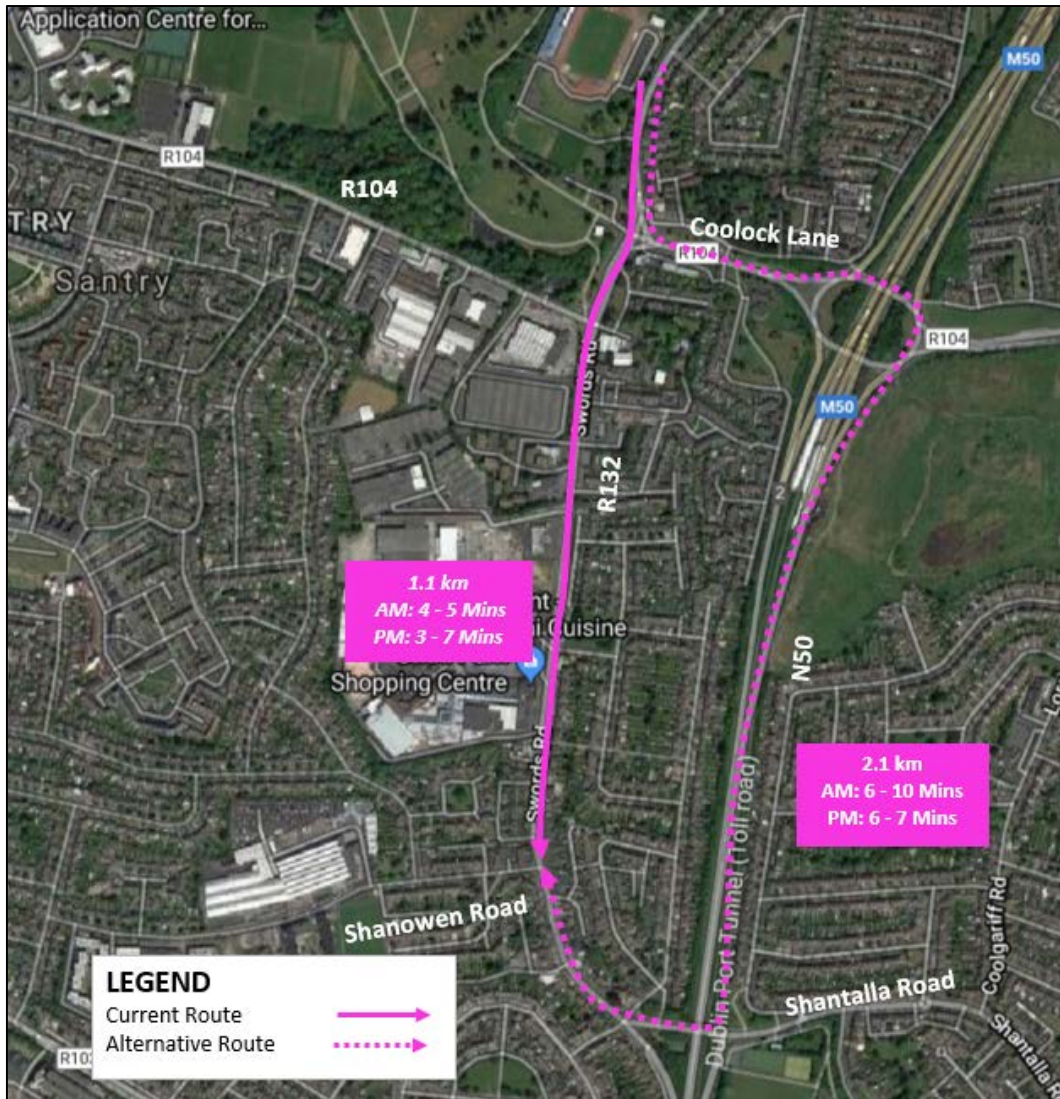 Application Centre for...
M50
M50
R104
R104
TRY
Coolock Lane
R104
Santry
R104
Swords Rd
M50
R132
2
1.1 km
AM: 4 - 5 Mins
PM: 3 - 7 Mins
Cuisine
Shopping Centre
N50
Swords Rd
2.1 km
AM: 6 - 10 Mins
PM: 6 - 7 Mins
Dublin Port Tunnel (Toll road)
Coolgariff Rd
Shanowen Road
Shantalla Road
Shantalla R
LEGEND
Current Route
Alternative Route
R103